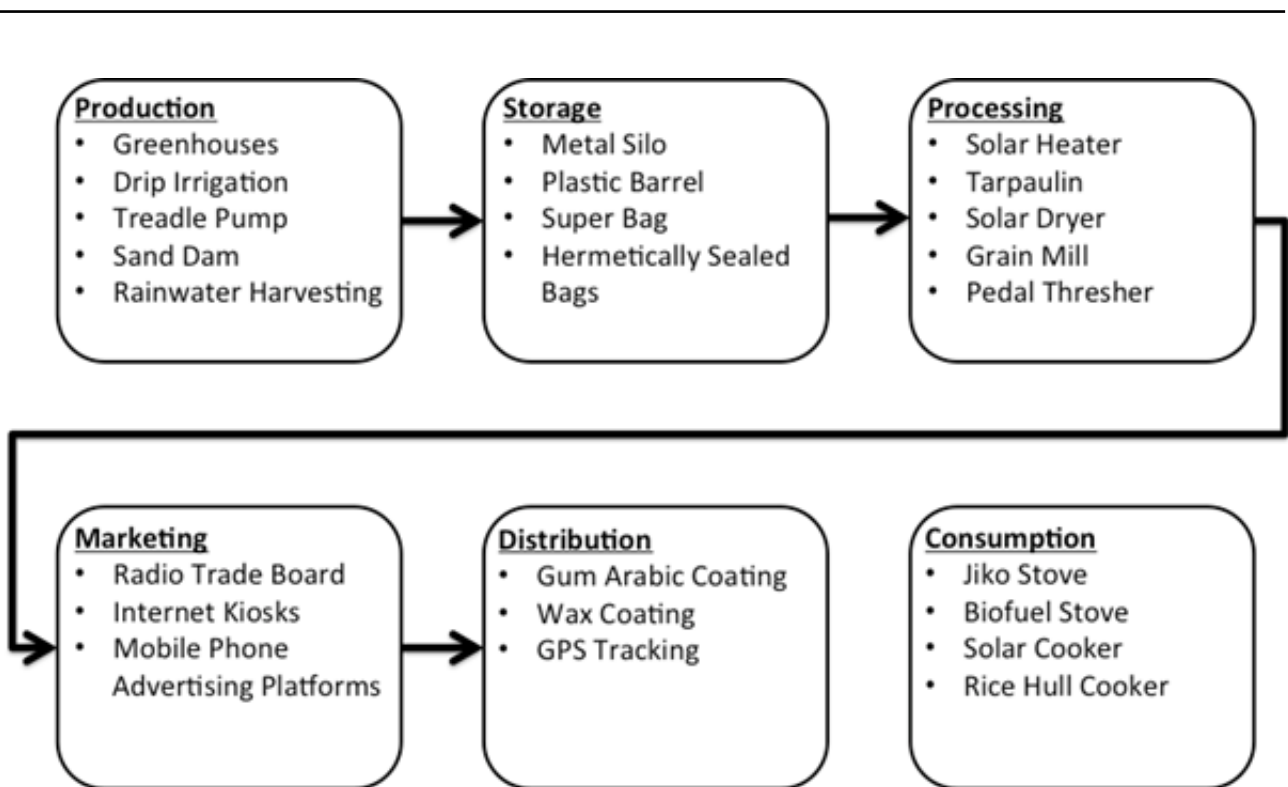 Production
• Greenhouses
• Drip Irrigation
• Treadle Pump
• Sand Dam
• Rainwater Harvesting
Storage
• Metal Silo
• Plastic Barrel
• Super Bag
• Hermetically Sealed
Bags
Processing
• Solar Heater
• Tarpaulin
• Solar Dryer
• Grain Mill
• Pedal Thresher
Marketing
• Radio Trade Board
• Internet Kiosks
• Mobile Phone
Advertising Platforms
Distribution
• Gum Arabic Coating
• Wax Coating
• GPS Tracking
Consumption
• Jiko Stove
• Biofuel Stove
• Solar Cooker
• Rice Hull Cooker